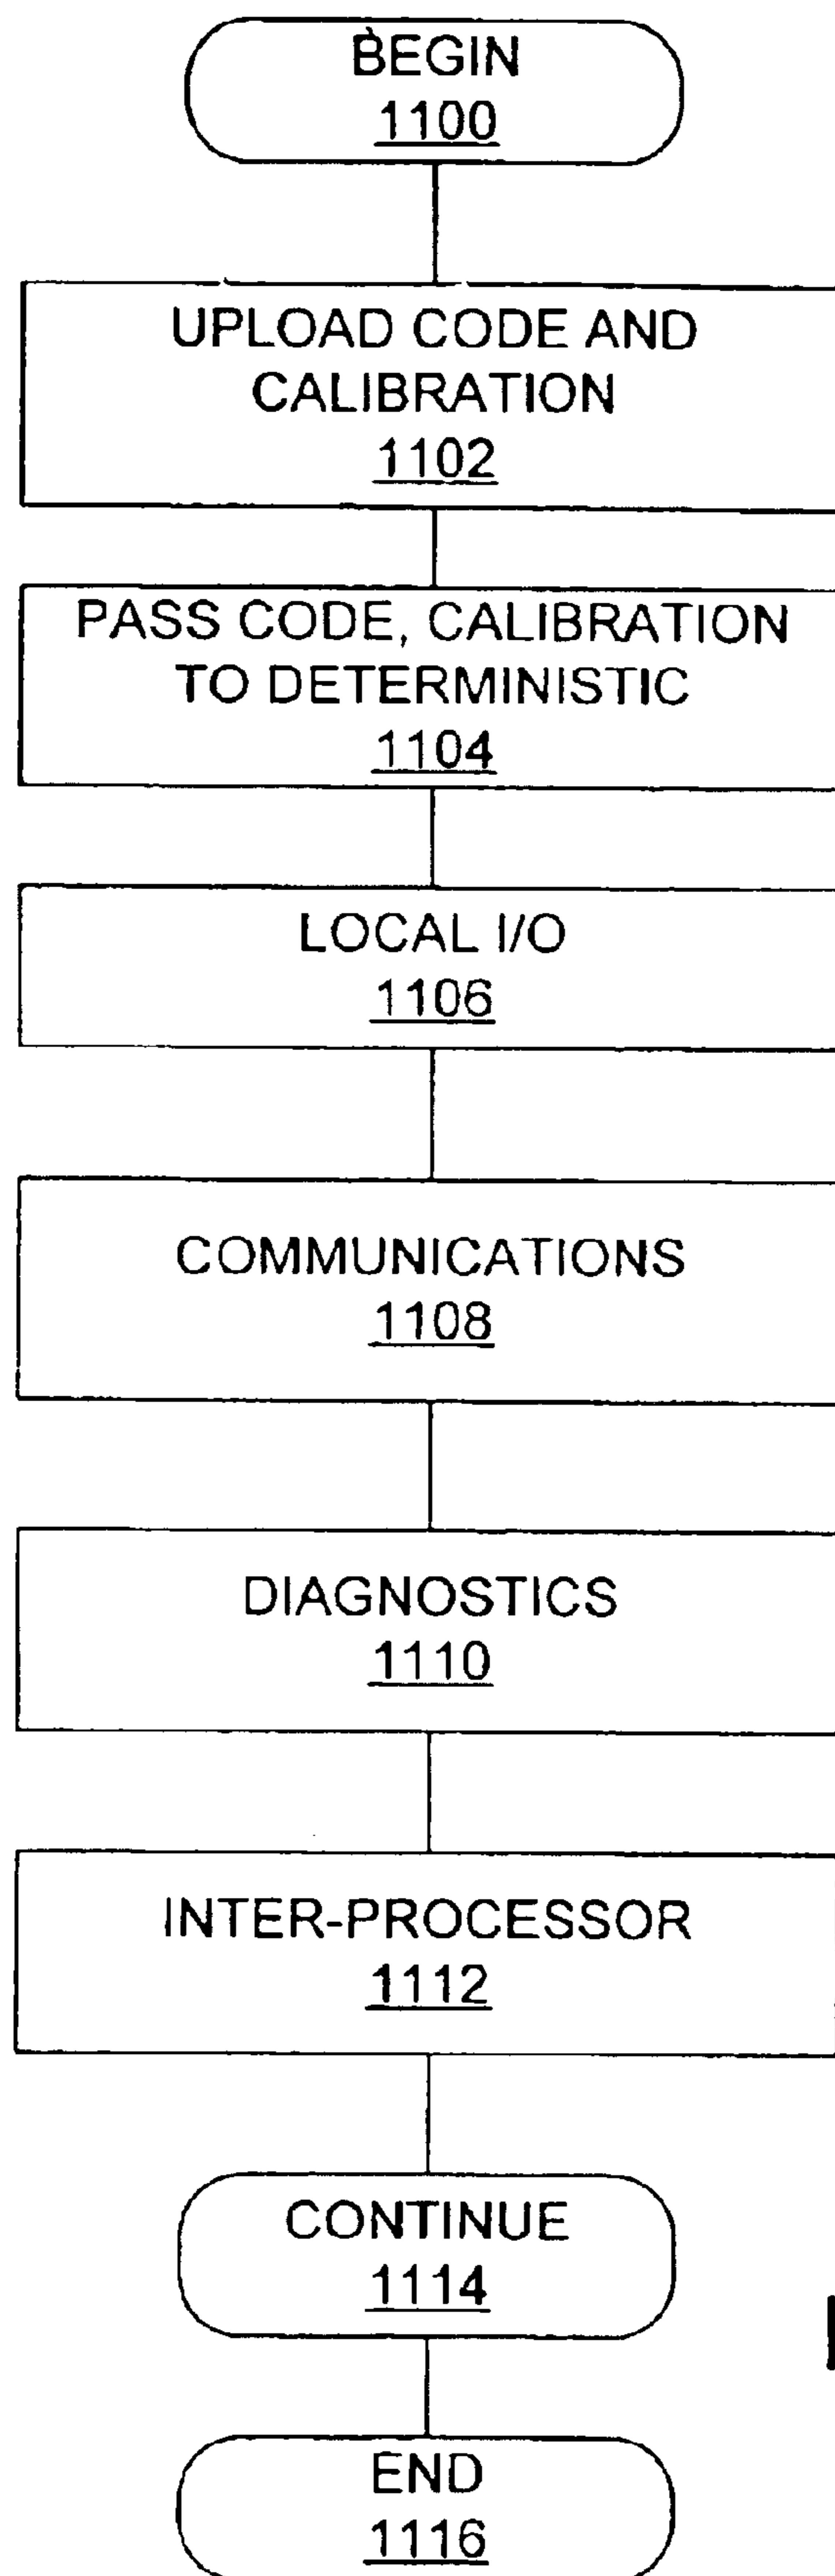 BEGIN
1100
UPLOAD CODE AND
CALIBRATION
1102
PASS CODE, CALIBRATION
TO DETERMINISTIC
1104
LOCAL I/O
1106
COMMUNICATIONS
1108
DIAGNOSTICS
1110
INTER-PROCESSOR
1112
CONTINUE
1114
END
1116